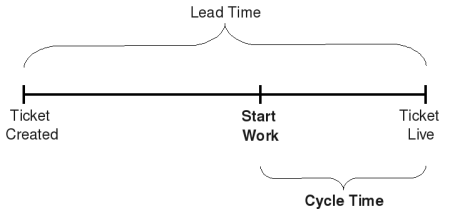 Lead Time
Ticket
Created
Start
Work
Ticket
Live
Cycle Time